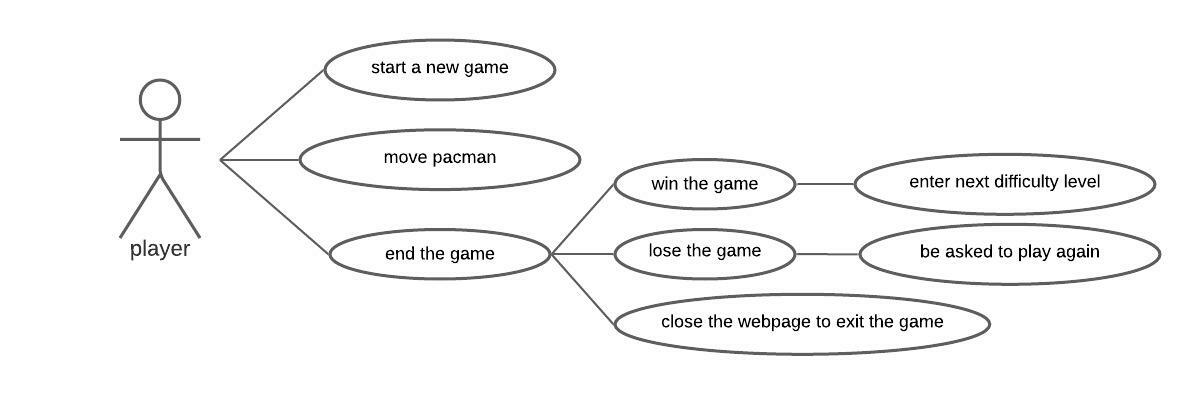 start a new game
move pacman
win the game
enter next difficulty level
player
end the game
lose the game
be asked to play again
close the webpage to exit the game